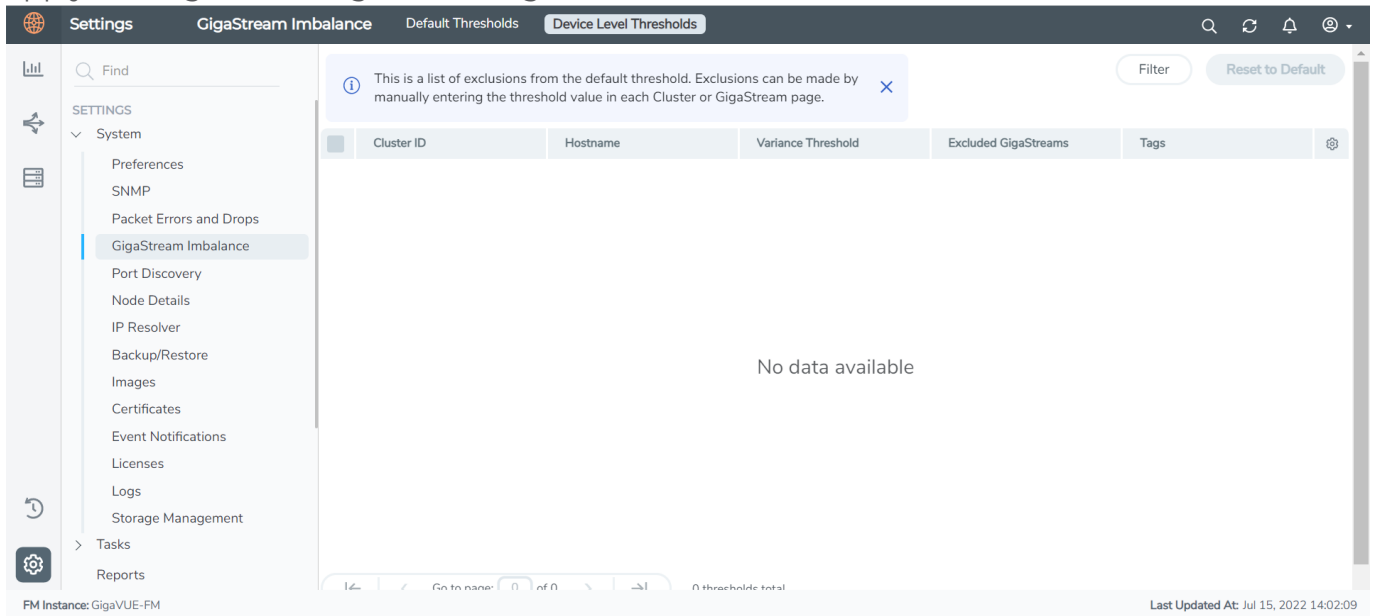 Settings GigaStream Imbalance Default Thresholds Device Level Thresholds
Find
SETTINGS
System
Preferences
SNMP
Packet Errors and Drops
GigaStream Imbalance
Port Discovery
Node Details
IP Resolver
Backup/Restore
Images
Certificates
Event Notifications
Licenses
Logs
Storage Management
Tasks
Reports
This is a list of exclusions from the default threshold. Exclusions can be made by
manually entering the threshold value in each Cluster or GigaStream page.
Filter Reset to Default
Cluster ID Hostname Variance Threshold Excluded GigaStreams Tags
No data available
Go to page: 0 of 0 0 thresholds total
FM Instance: GigaVUE-FM Last Updated At: Jul 15, 2022 14:02:09